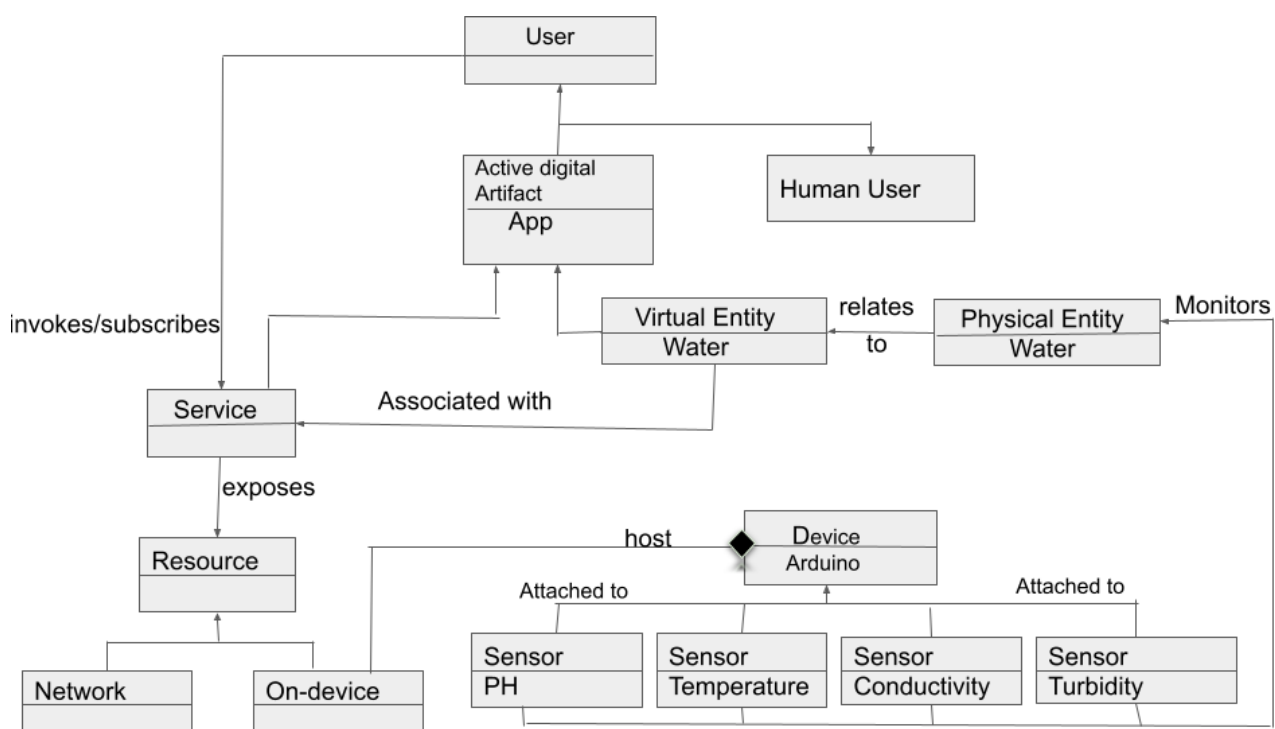 User
Active digital
Artifact
App
Human User
invokes/subscribes
Virtual Entity
Water
relates
to
Physical Entity
Water
Monitors
Service
Associated with
exposes
Resource
host
Device
Arduino
Attached to
Attached to
Network
On-device
Sensor
PH
Sensor
Temperature
Sensor
Conductivity
Sensor
Turbidity